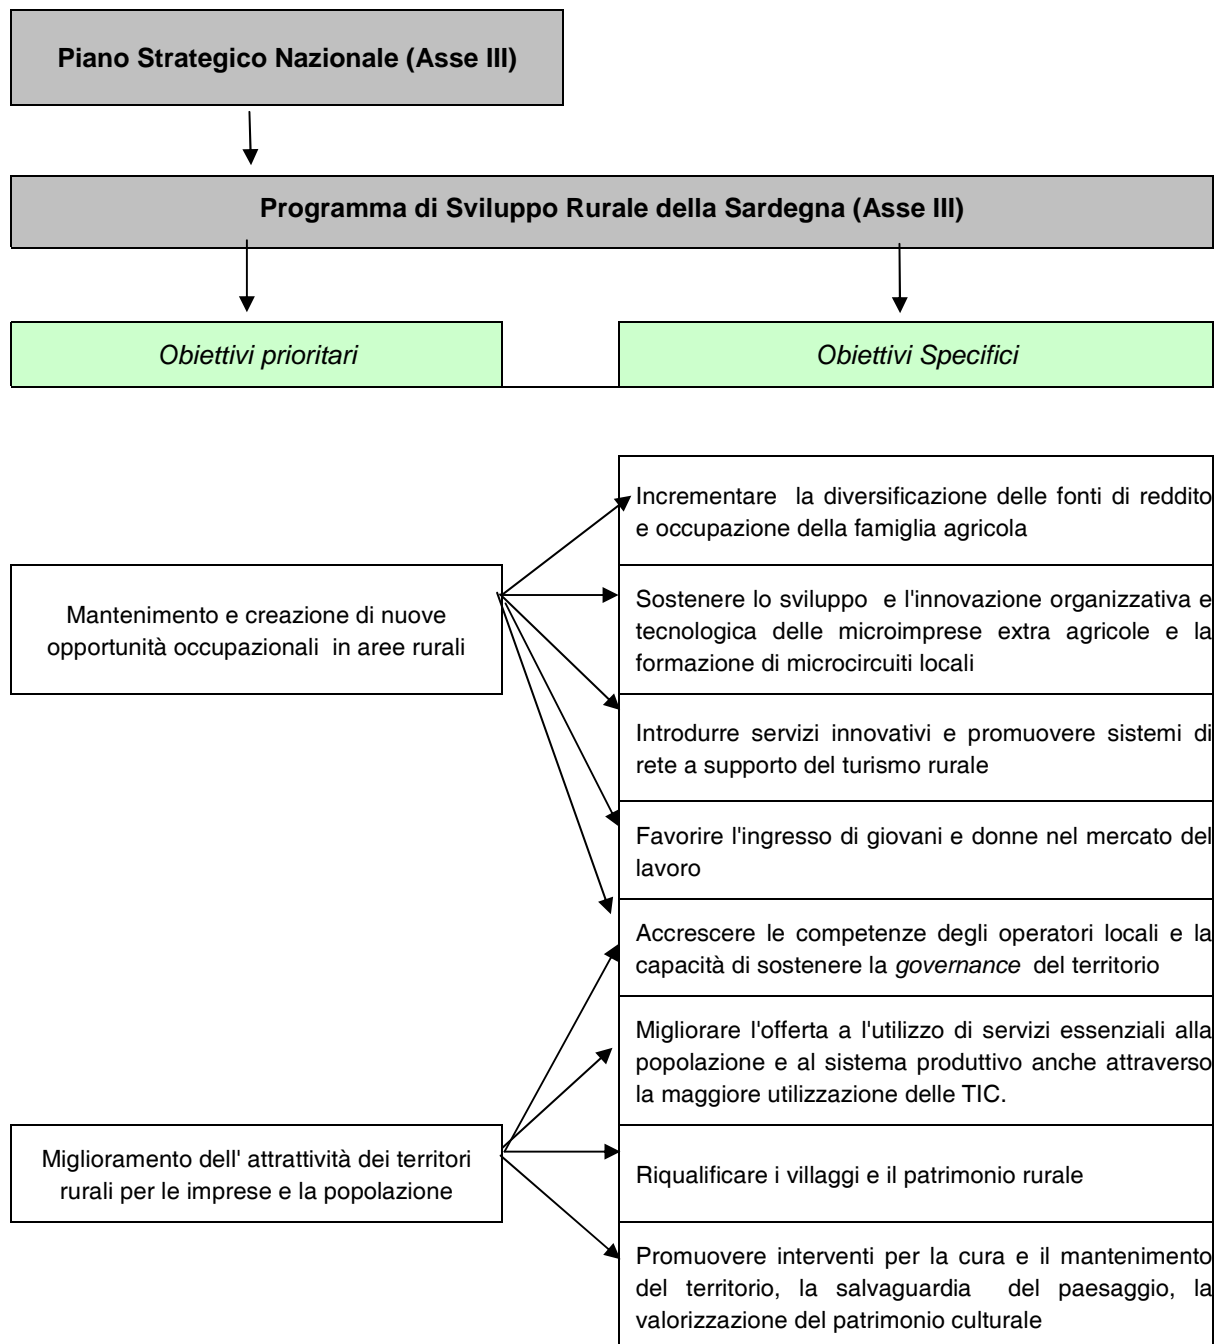 Piano Strategico Nazionale (Asse III)
Programma di Sviluppo Rurale della Sardegna (Asse III)
Obiettivi prioritari
Obiettivi Specifici
Incrementare la diversificazione delle fonti di reddito
e occupazione della famiglia agricola
Mantenimento e creazione di nuove
opportunità occupazionali in aree rurali
Sostenere lo sviluppo e l'innovazione organizzativa e
tecnologica delle microimprese extra agricole e la
formazione di microcircuiti locali
Introdurre servizi innovativi e promuovere sistemi di
rete a supporto del turismo rurale
Favorire l'ingresso di giovani e donne nel mercato del
lavoro
Accrescere le competenze degli operatori locali e la
capacità di sostenere la governance del territorio
Migliorare l'offerta a l'utilizzo di servizi essenziali alla
popolazione e al sistema produttivo anche attraverso
la maggiore utilizzazione delle TIC.
Miglioramento dell' attrattività dei territori
rurali per le imprese e la popolazione
Riqualificare i villaggi e il patrimonio rurale
Promuovere interventi per la cura e il mantenimento
del territorio, la salvaguardia del paesaggio, la
valorizzazione del patrimonio culturale